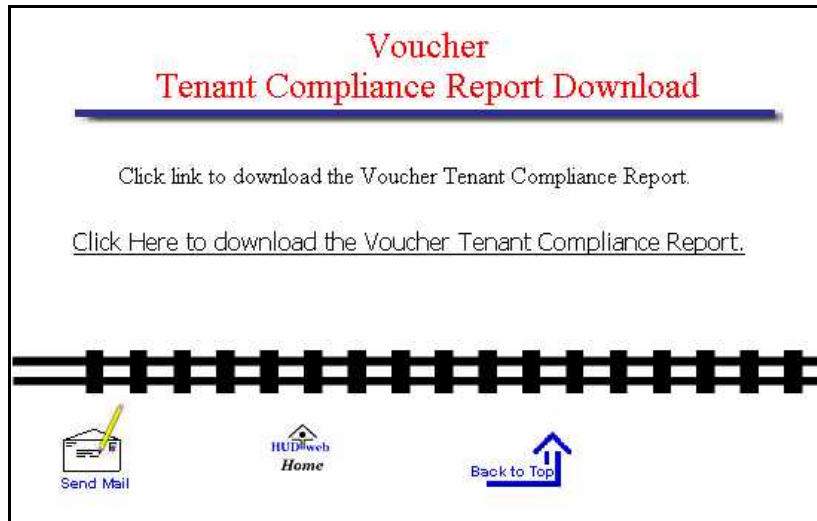 Voucher
Tenant Compliance Report Download
Click link to download the Voucher Tenant Compliance Report.
Click Here to download the Voucher Tenant Compliance Report.
Send Mail
HUDweb
Home
Back to Top